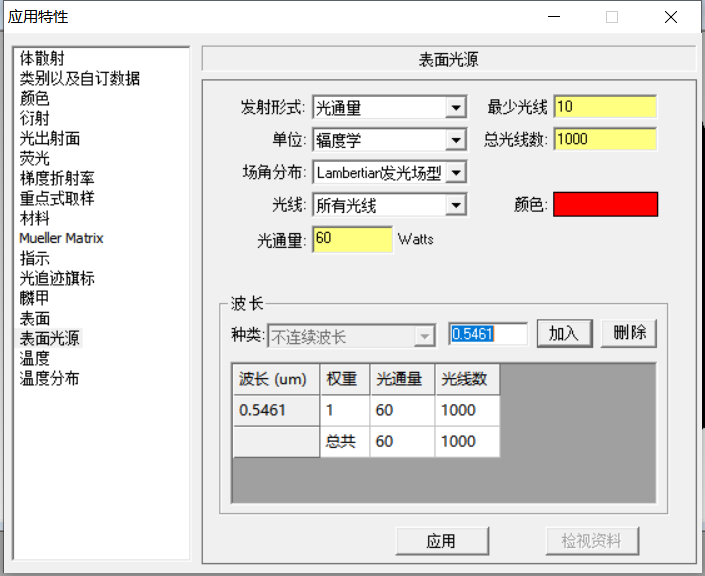 应用特性
体散射
类别以及自订数据
颜色
衍射
光出射面
荧光
梯度折射率
重点式取样
材料
Mueller Matrix
指示
光追迹旗标
麟甲
表面
表面光源
温度
温度分布
表面光源
发射形式: 光通量 最少光线 10
单位: 辐度学 总光线数: 1000
场角分布: Lambertian发光场型
光线: 所有光线 颜色:
光通量: 60 Watts
波长
种类: 不连续波长 0.5461 加入 删除
波长 (um) 权重 光通量 光线数
0.5461 1 60 1000
总共 60 1000
应用 检视资料